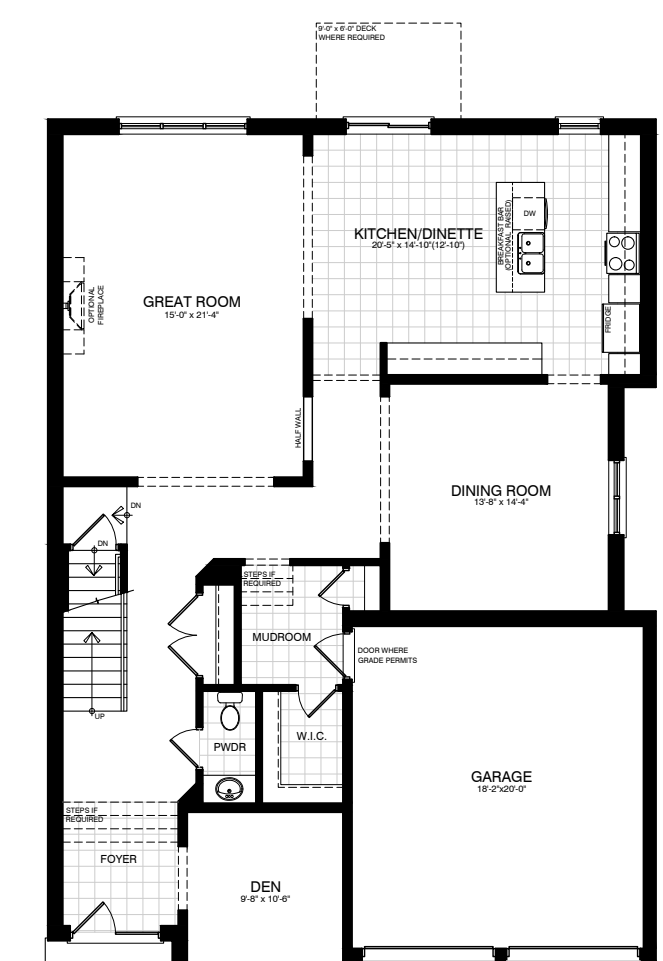 9'-0" x 6'-0" DECK
WHERE REQUIRED
KITCHEN/DINETTE
20'-5" x 14'-10"(12'-10")
BREAKFAST BAR
(OPTIONAL RAISED)
DW
FRIDGE
GREAT ROOM
15'-0" x 21'-4"
OPTIONAL
FIREPLACE
HALF WALL
DINING ROOM
13'-8" x 14'-4"
DN
DN
UP
STEPS IF
REQUIRED
MUDROOM
DOOR WHERE
GRADE PERMITS
W.I.C.
PWDR
GARAGE
18'-2"x20'-0"
STEPS IF
REQUIRED
FOYER
DEN
9'-8" x 10'-6"